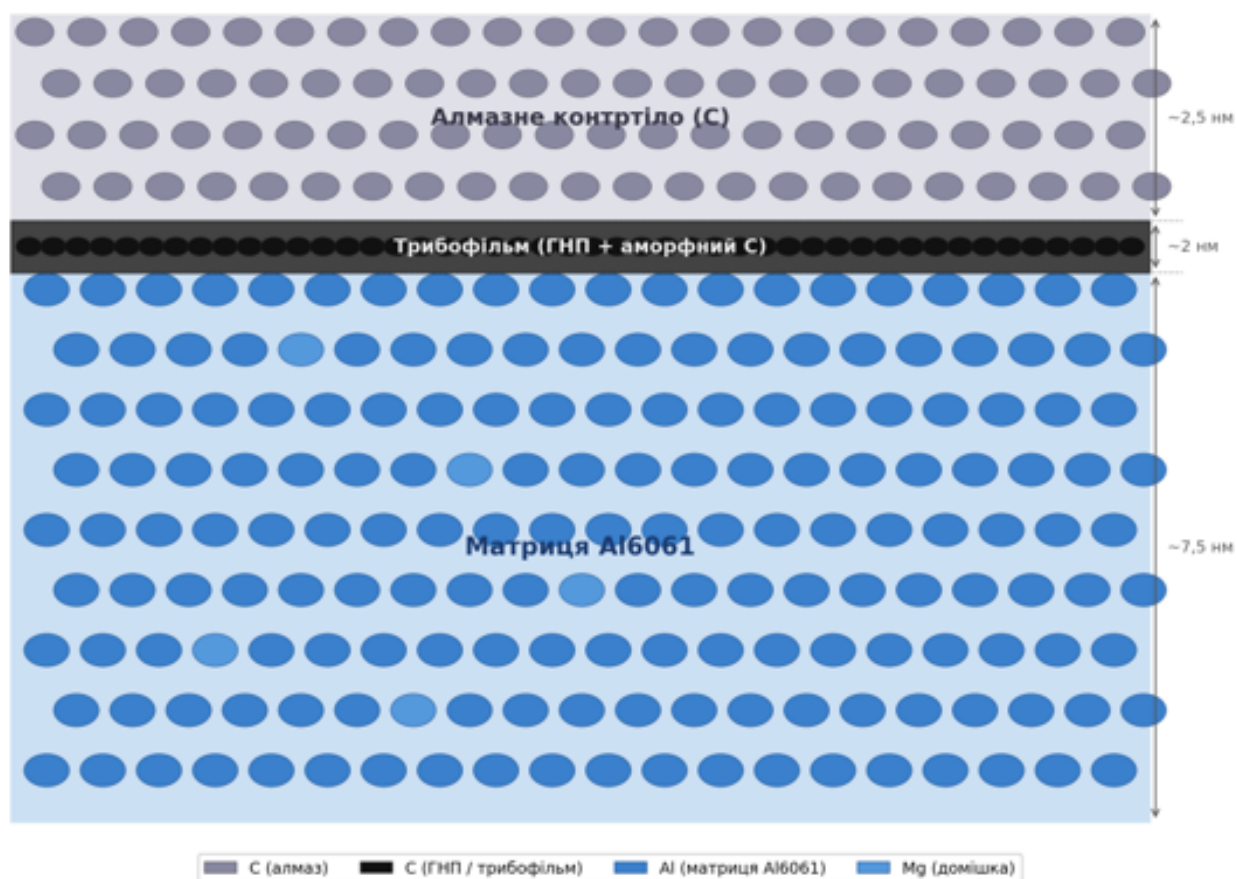 Алмазне контртіло (C)
~2,5 нм
Трибофільм (ГНП + аморфний C)
~2 нм
Матриця Al6061
~7,5 нм
C (алмаз)
C (ГНП / трибофільм)
Al (матриця Al6061)
Mg (домішка)